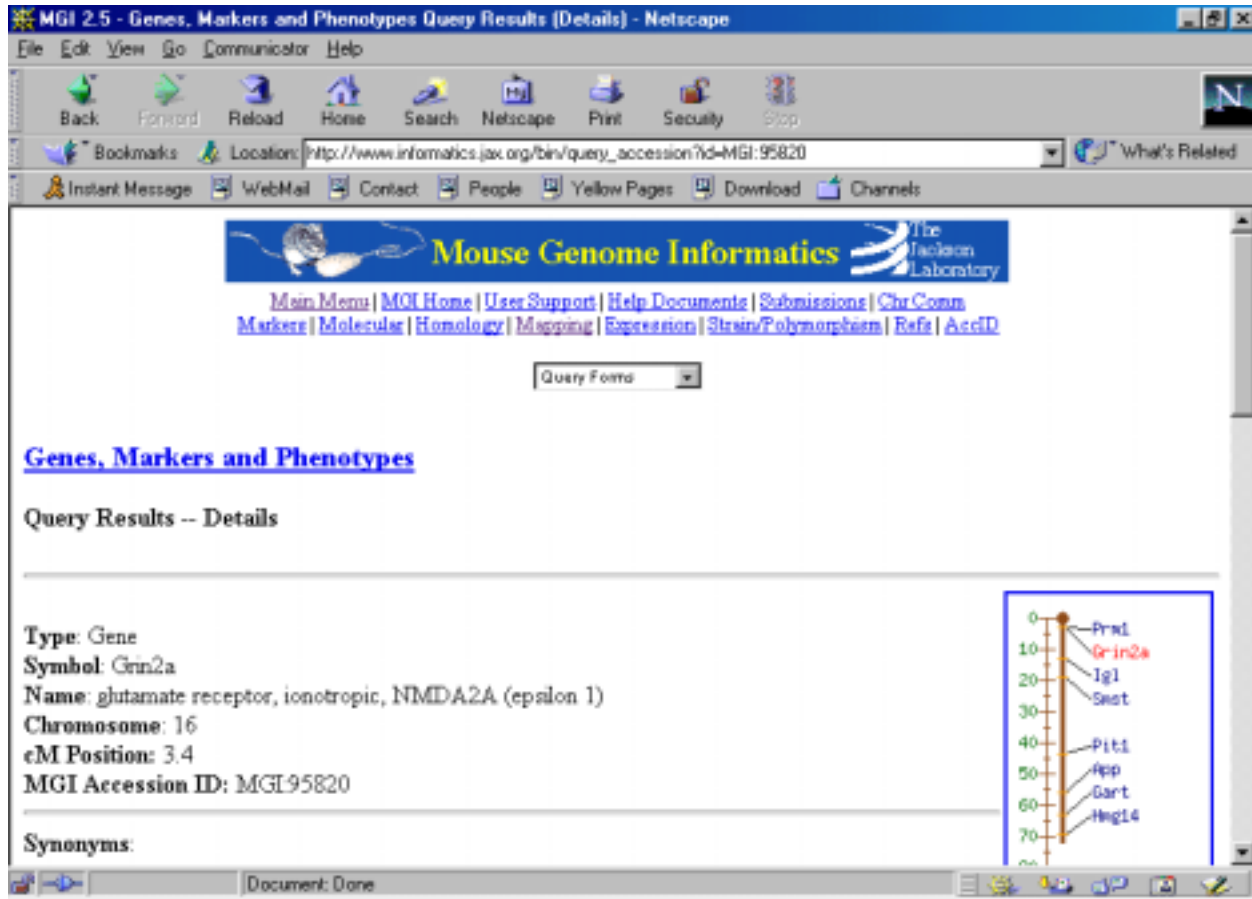 MGI 2.5 - Genes, Markers and Phenotypes Query Results (Details) - Netscape
File Edit View Go Communicator Help
Back Forward Reload Home Search Netscape Print Security Stop
My
N
Bookmarks Location: http://www.informatics.jax.org/bin/query_accession?id=MGI:95820 What's Related
Instant Message WebMail Contact People Yellow Pages Download Channels
Mouse Genome Informatics
The
Jackson
Laboratory
Main Menu | MGI Home | User Support | Help Documents | Submissions | Chr Comm
Markers | Molecular | Homology | Mapping | Expression | Strain/Polymorphism | Refs | AccID
Query Forms
Genes, Markers and Phenotypes
Query Results -- Details
Type: Gene
Symbol: Grin2a
Name: glutamate receptor, ionotropic, NMDA2A (epsilon 1)
Chromosome: 16
cM Position: 3.4
MGI Accession ID: MGI:95820
Synonyms:
0
10
20
30
40
50
60
70
80
Prm1
Grin2a
Igl
Smst
Pit1
App
Gart
Hmg14
Document: Done